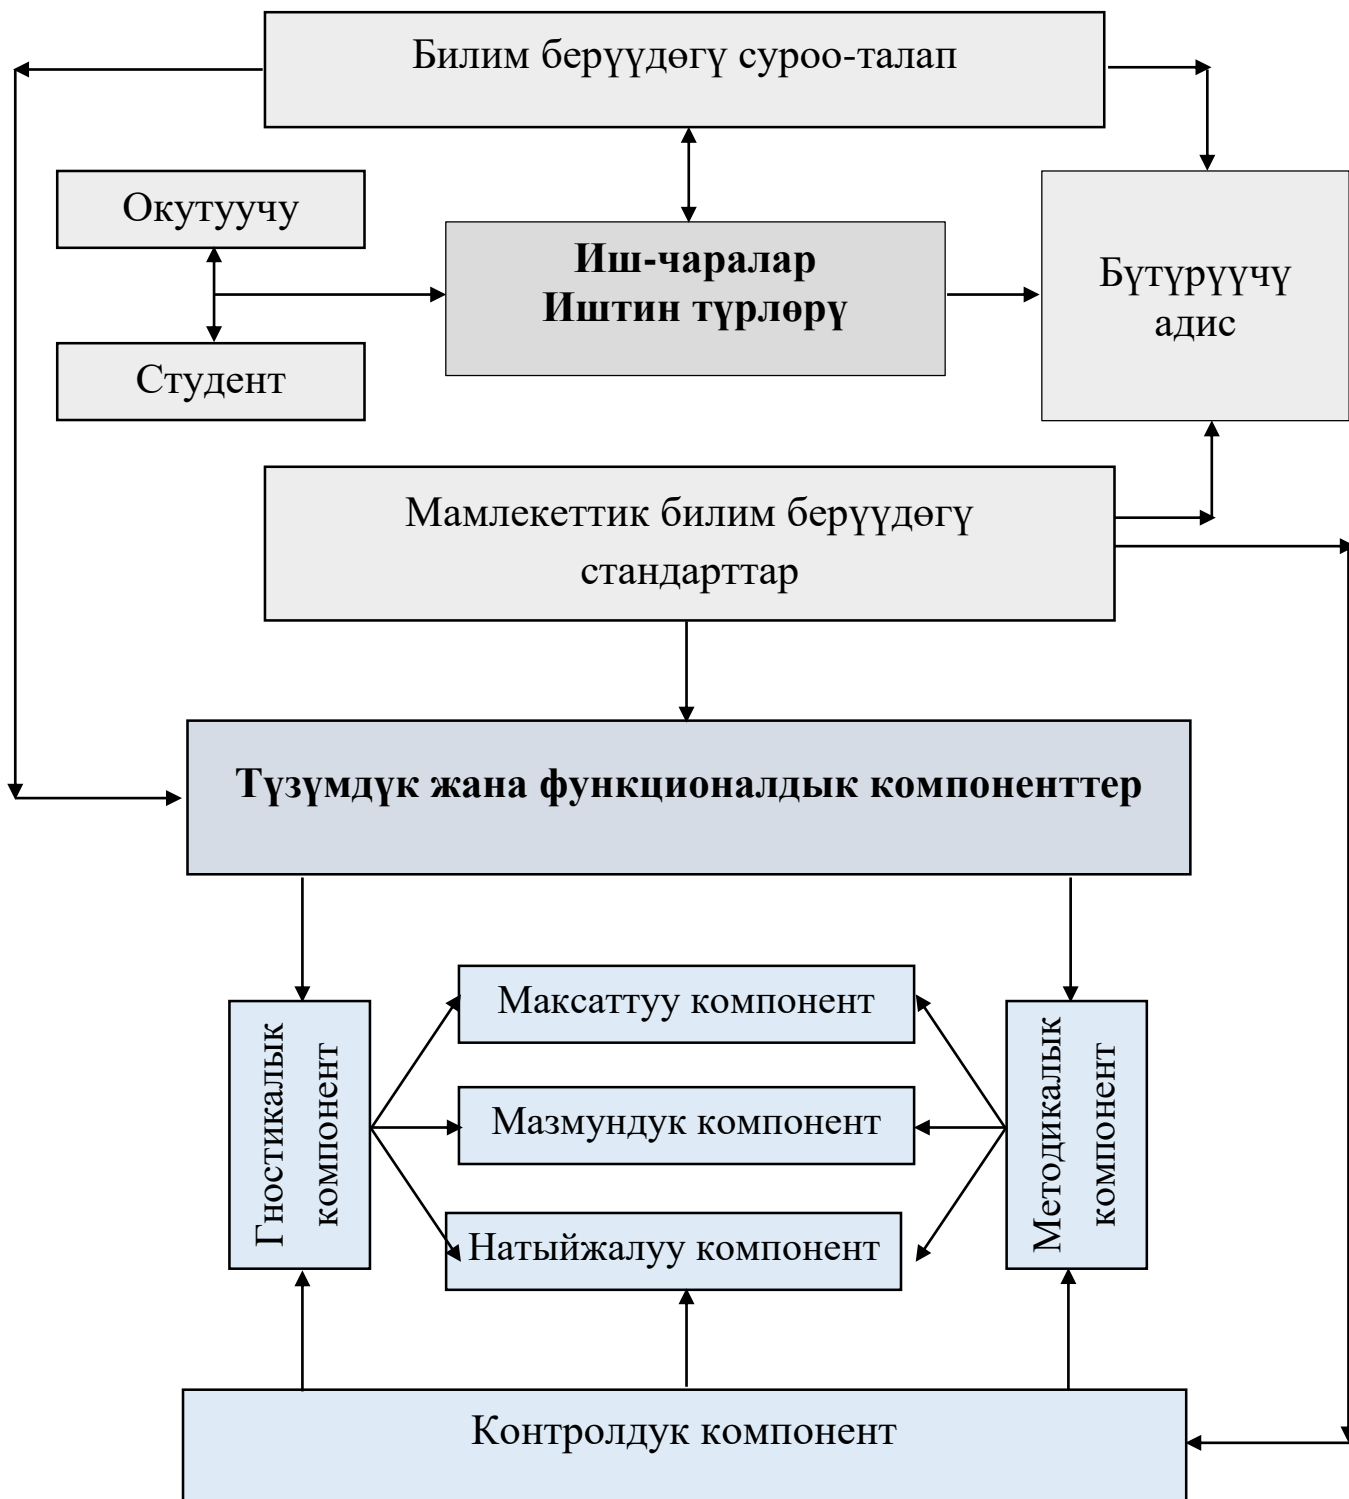 Билим берүүдөгү суроо-талап
Окутуучу
Иш-чаралар
Иштин түрлөрү
Бүтүрүүчү
адис
Студент
Мамлекеттик билим берүүдөгү
стандарттар
Түзүмдүк жана функционалдык компоненттер
Гностикалык
компонент
Максаттуу компонент
Мазмундук компонент
Натыйжалуу компонент
Методикалык
компонент
Контролдук компонент